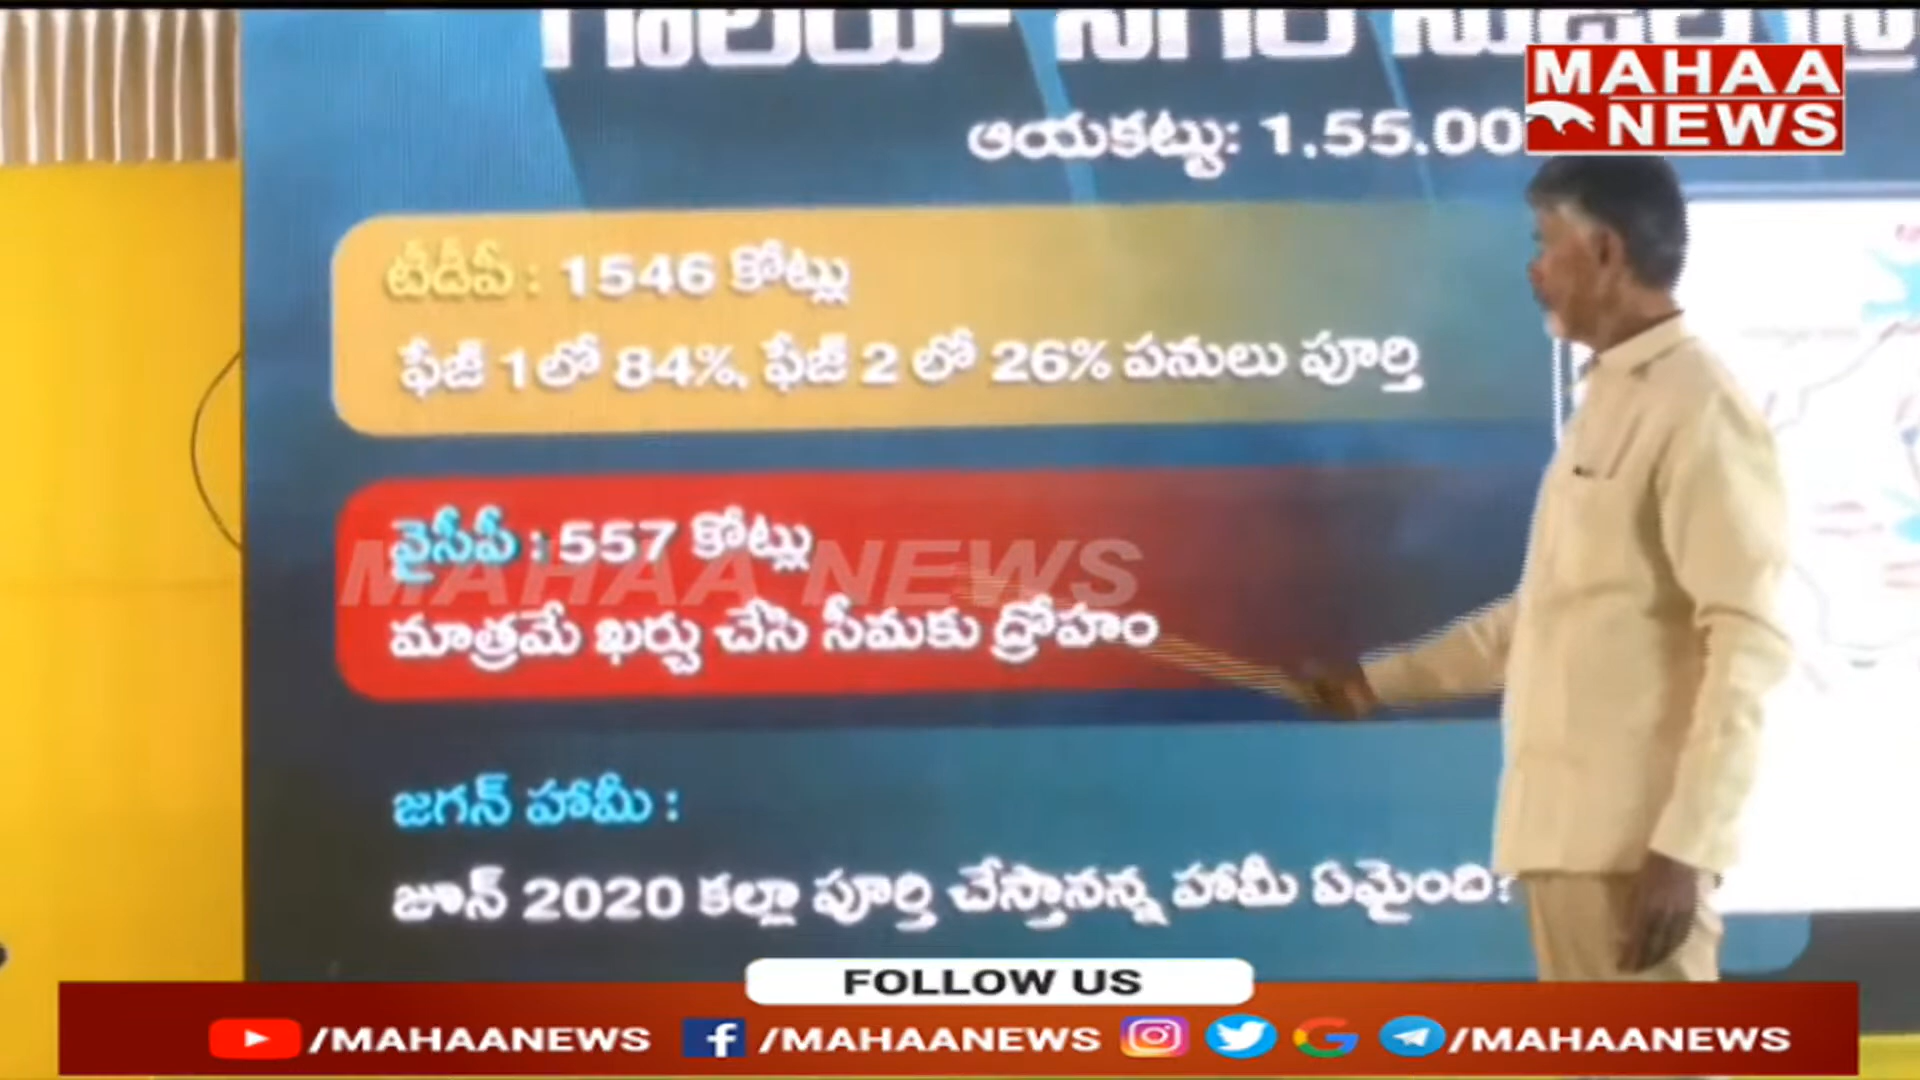 గాలేరు- నగరి
MAHAA
NEWS
ఆయకట్టు: 1.55.00
టీడీపీ : 1546 కోట్లు
ఫేజ్ 1లో 84%, ఫేజ్ 2 లో 26% పనులు పూర్తి
వైసీపీ : 557 కోట్లు
MAHAA NEWS
మాత్రమే ఖర్చు చేసి సీమకు ద్రోహం
జగన్ హామీ :
జూన్ 2020 కల్లా పూర్తి చేస్తానన్న హామీ ఏమైంది?
FOLLOW US
/MAHAANEWS /MAHAANEWS /MAHAANEWS